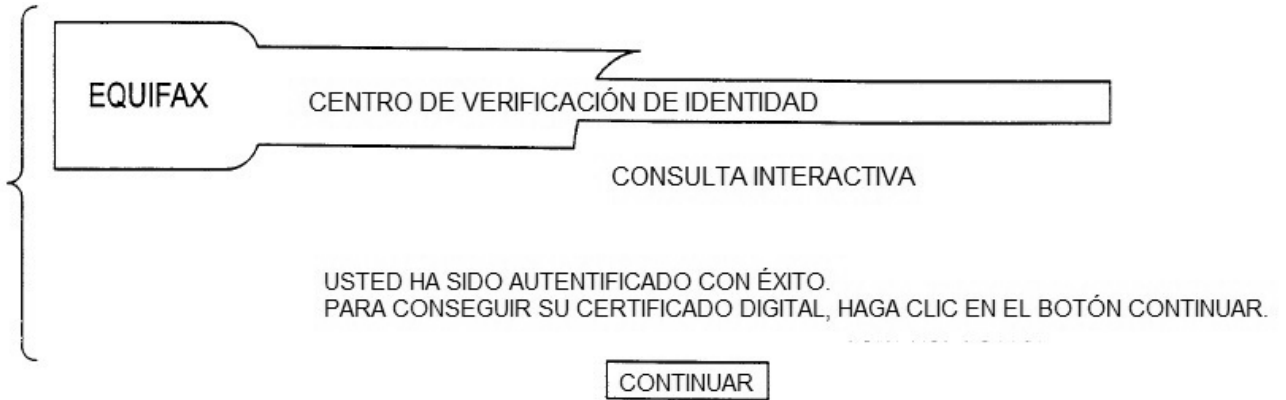 EQUIFAX
CENTRO DE VERIFICACIÓN DE IDENTIDAD
CONSULTA INTERACTIVA
USTED HA SIDO AUTENTIFICADO CON ÉXITO.
PARA CONSEGUIR SU CERTIFICADO DIGITAL, HAGA CLIC EN EL BOTÓN CONTINUAR.
CONTINUAR